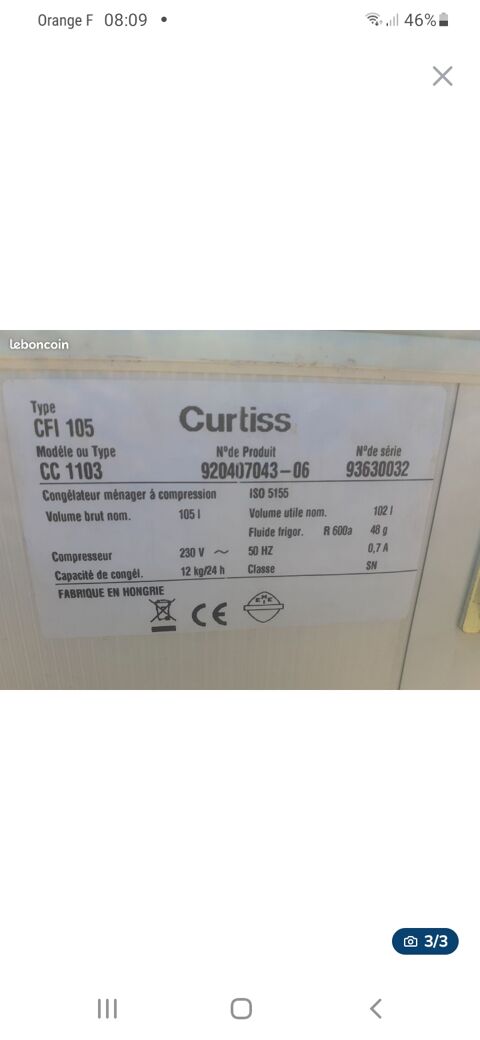 Orange F 08:09 • 46%
leboncoin
Type
CFI 105
Curtiss
Modèle ou Type
CC 1103
N°de Produit
920407043-06
N°de série
93630032
Congélateur ménager à compression ISO 5155
Volume brut nom. 105 l Volume utile nom. 102 l
Fluide frigor. R 600a 48 g
Compresseur 230 V ~ 50 HZ 0,7 A
Capacité de congél. 12 kg/24 h Classe SN
FABRIQUE EN HONGRIE
CE
3/3